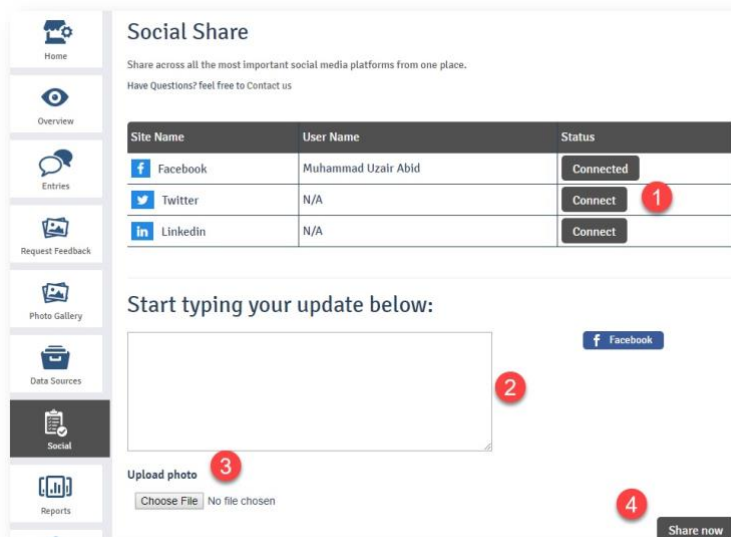 Home
Overview
Entries
Request Feedback
Photo Gallery
Data Sources
Social
Reports
Social Share
Share across all the most important social media platforms from one place.
Have Questions? feel free to Contact us
Site Name User Name Status
Facebook Muhammad Uzair Abid Connected
Twitter N/A Connect 1
in Linkedin N/A Connect
Start typing your update below:
f Facebook
2
Upload photo 3
Choose File No file chosen
4
Share now